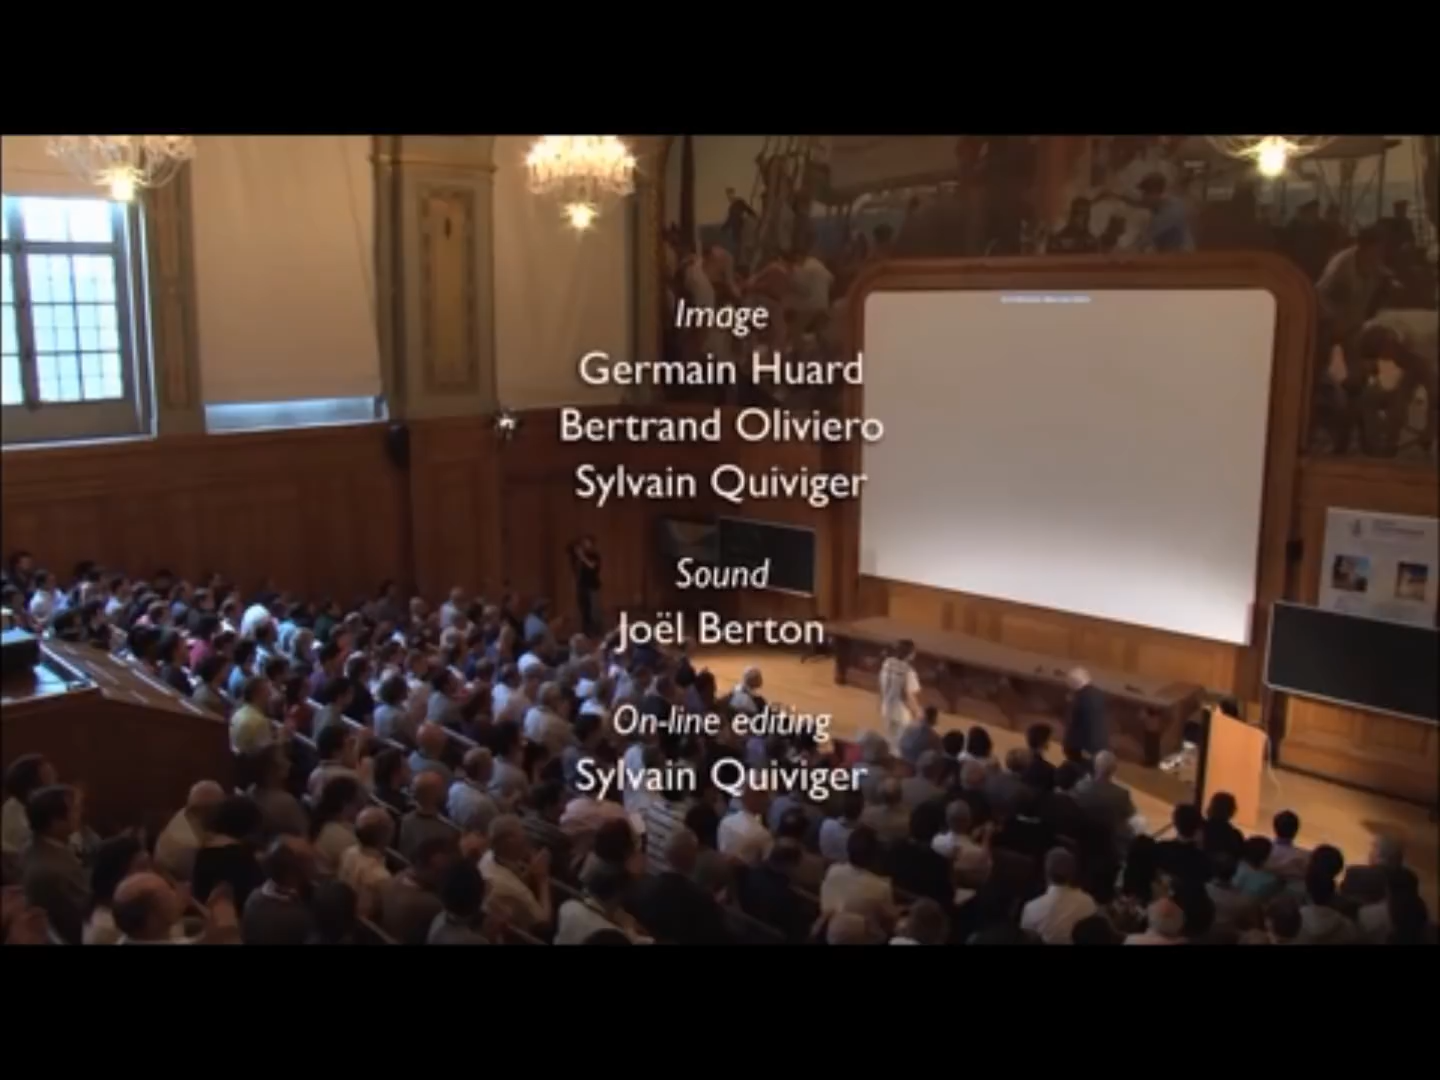 Image
Germain Huard
Bertrand Oliviero
Sylvain Quiviger
Sound
Joël Berton
On-line editing
Sylvain Quiviger